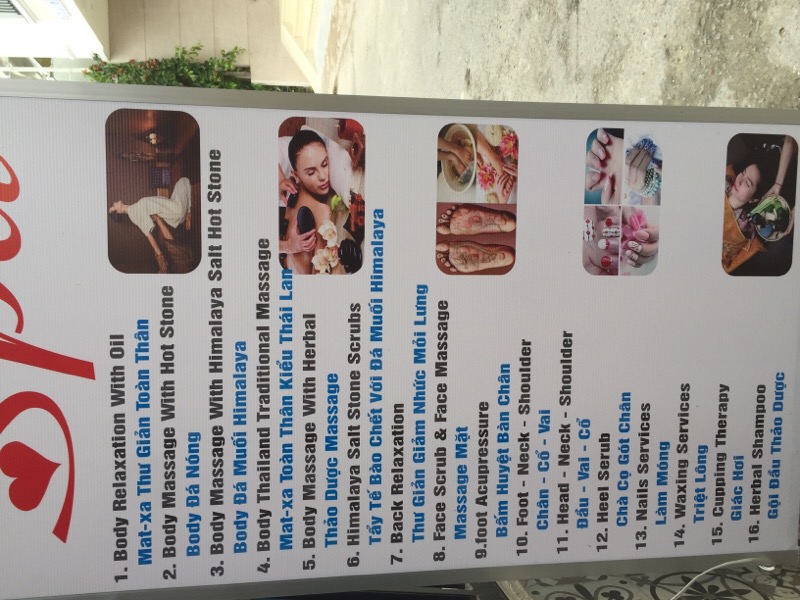 Spa
1. Body Relaxation With Oil
Mat-xa Thư Giản Toàn Thân
2. Body Massage With Hot Stone
Body Đá Nóng
3. Body Massage With Himalaya Salt Hot Stone
Body Đá Muối Himalaya
4. Body Thailand Traditional Massage
Mat-xa Toàn Thân Kiểu Thái Lan
5. Body Massage With Herbal
Thảo Dược Massage
6. Himalaya Salt Stone Scrubs
Tẩy Tế Bào Chết Với Đá Muối Himalaya
7. Back Relaxation
Thư Giản Giảm Nhức Mỏi Lưng
8. Face Scrub & Face Massage
Massage Mặt
9.foot Acupressure
Bấm Huyệt Bàn Chân
10. Foot - Neck - Shoulder
Chân - Cổ - Vai
11. Head - Neck - Shoulder
Đầu - Vai - Cổ
12. Heel Serub
Chà Cọ Gót Chân
13. Nails Services
Làm Móng
14. Waxing Services
Triệt Lông
15. Cupping Therapy
Giác Hơi
16. Herbal Shampoo
Gội Đầu Thảo Dược